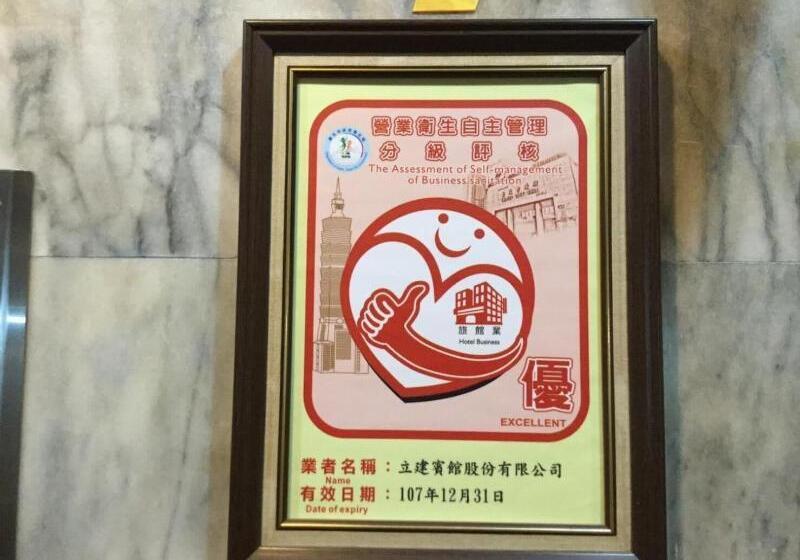 營業衛生自主管理
分級評核
The Assessment of Self-management
of Business sanitation
旅館業
Hotel Business
優
EXCELLENT
業者名稱：立建賓館股份有限公司
Name
有效日期：107年12月31日
Date of expiry